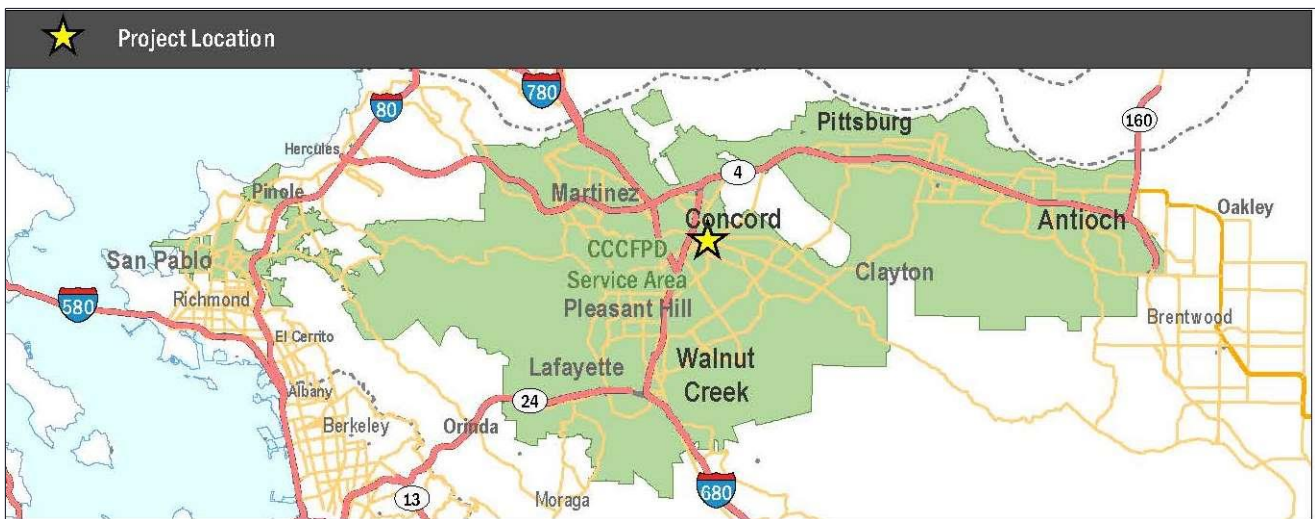 Project Location
780
80
160
Pittsburg
Hercules
4
Pinole
Martinez
Concord
Antioch
Oakley
CCCFPD
Service Area
San Pablo
Clayton
Richmond
580
Pleasant Hill
Brentwood
El Cerrito
Lafayette
Walnut
Creek
Albany
24
Berkeley
Orinda
680
13
Moraga